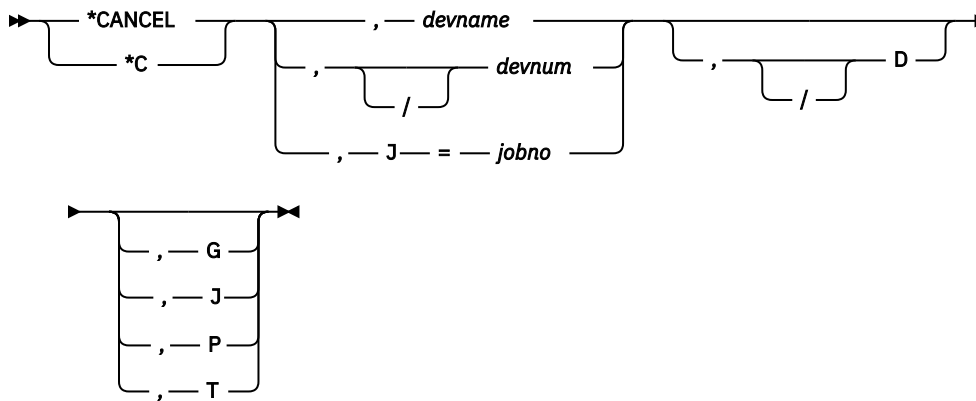 *CANCEL , devname
*C , / devnum , / D
, J = jobno
, G
, J
, P
, T